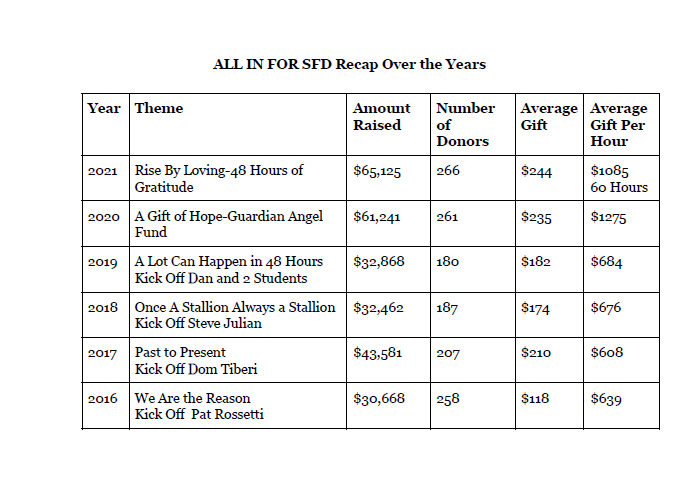 ALL IN FOR SFD Recap Over the Years
Year Theme Amount Raised Number of Donors Average Gift Average Gift Per Hour
2021 Rise By Loving-48 Hours of Gratitude $65,125 266 $244 $1085 60 Hours
2020 A Gift of Hope-Guardian Angel Fund $61,241 261 $235 $1275
2019 A Lot Can Happen in 48 Hours Kick Off Dan and 2 Students $32,868 180 $182 $684
2018 Once A Stallion Always a Stallion Kick Off Steve Julian $32,462 187 $174 $676
2017 Past to Present Kick Off Dom Tiberi $43,581 207 $210 $608
2016 We Are the Reason Kick Off Pat Rossetti $30,668 258 $118 $639